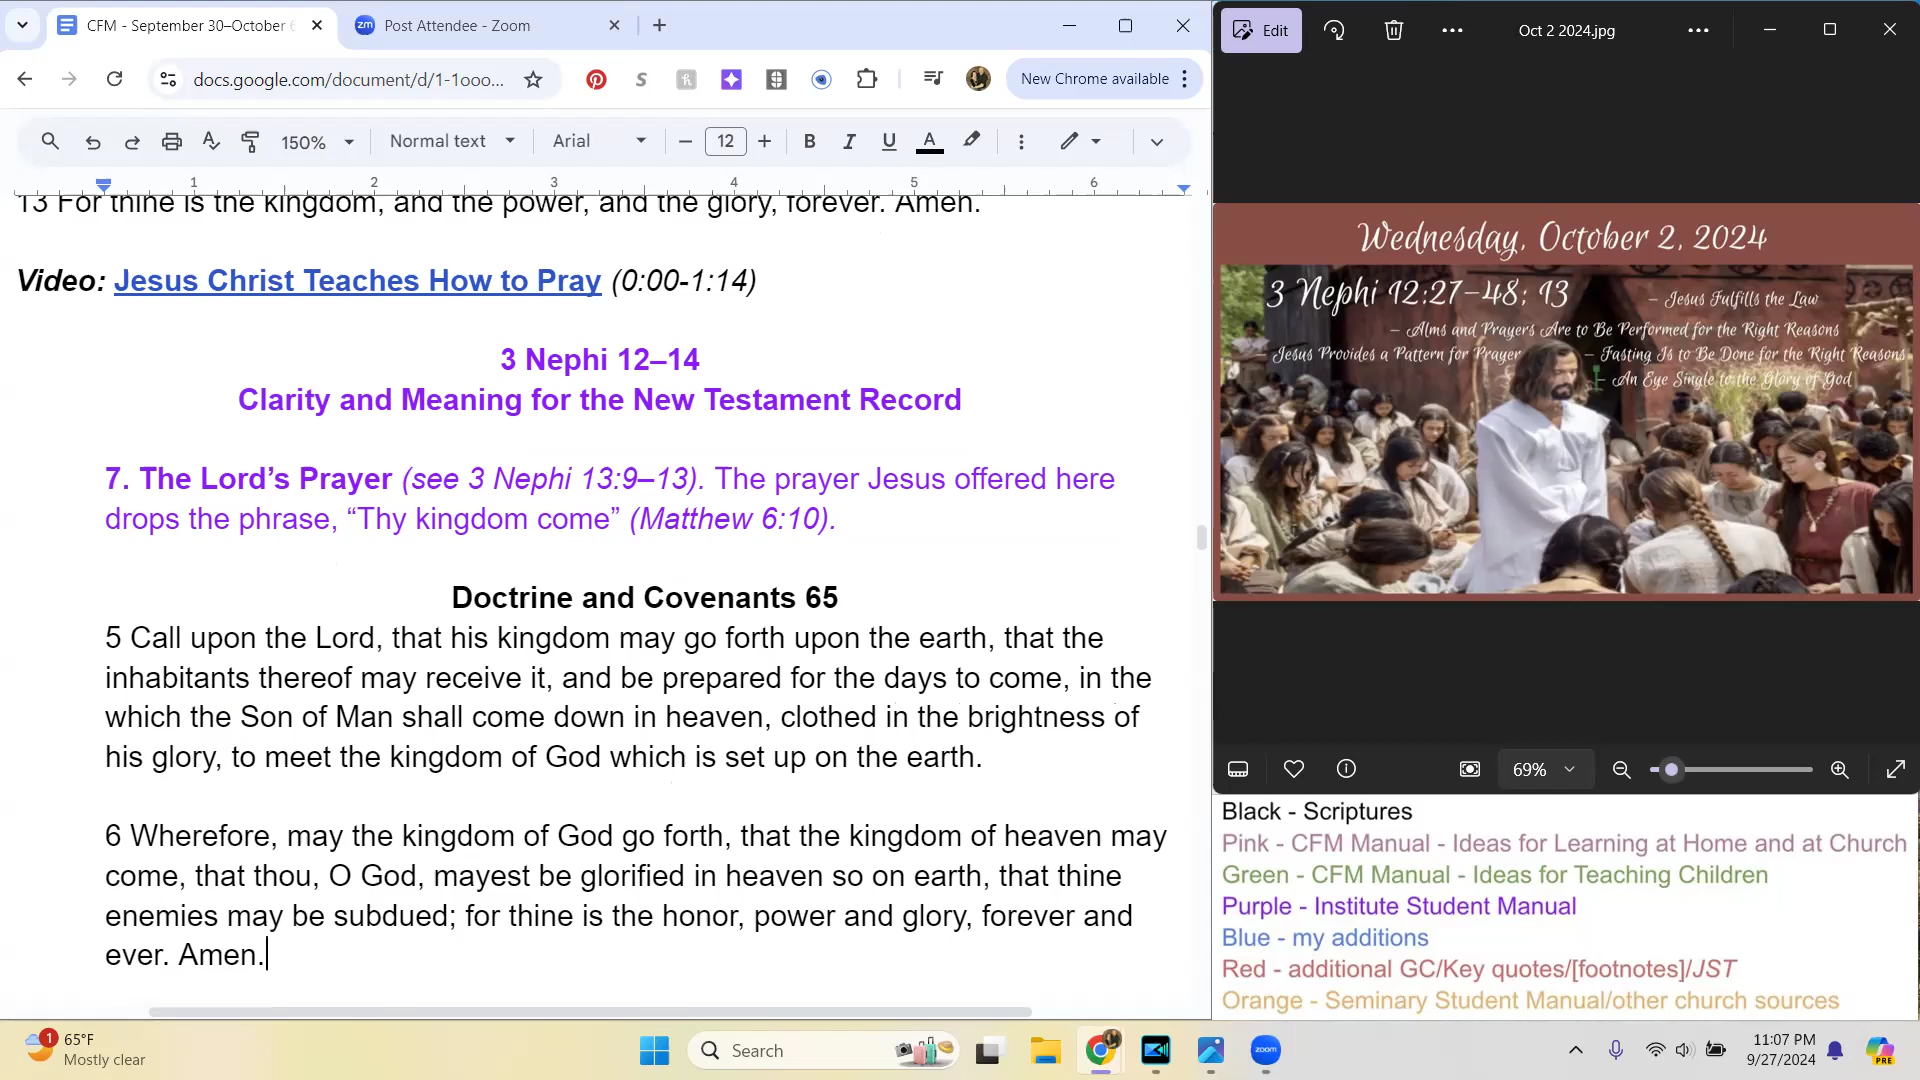 CFM - September 30–October 6
Post Attendee - Zoom
docs.google.com/document/d/1-1ooo...
New Chrome available
150%
Normal text
Arial
12
1 2 3 4 5 6
13 For thine is the kingdom, and the power, and the glory, forever. Amen.
Video: Jesus Christ Teaches How to Pray (0:00-1:14)
3 Nephi 12–14
Clarity and Meaning for the New Testament Record
7. The Lord’s Prayer (see 3 Nephi 13:9–13). The prayer Jesus offered here
drops the phrase, “Thy kingdom come” (Matthew 6:10).
Doctrine and Covenants 65
5 Call upon the Lord, that his kingdom may go forth upon the earth, that the
inhabitants thereof may receive it, and be prepared for the days to come, in the
which the Son of Man shall come down in heaven, clothed in the brightness of
his glory, to meet the kingdom of God which is set up on the earth.
6 Wherefore, may the kingdom of God go forth, that the kingdom of heaven may
come, that thou, O God, mayest be glorified in heaven so on earth, that thine
enemies may be subdued; for thine is the honor, power and glory, forever and
ever. Amen.
Edit
Oct 2 2024.jpg
Wednesday, October 2, 2024
3 Nephi 12:27–48; 13
– Jesus Fulfills the Law
– Alms and Prayers Are to Be Performed for the Right Reasons
– Jesus Provides a Pattern for Prayer
– Fasting Is to Be Done for the Right Reasons
– An Eye Single to the Glory of God
69%
Black - Scriptures
Pink - CFM Manual - Ideas for Learning at Home and at Church
Green - CFM Manual - Ideas for Teaching Children
Purple - Institute Student Manual
Blue - my additions
Red - additional GC/Key quotes/[footnotes]/JST
Orange - Seminary Student Manual/other church sources
1
65°F
Mostly clear
Search
zoom
11:07 PM
9/27/2024
PRE